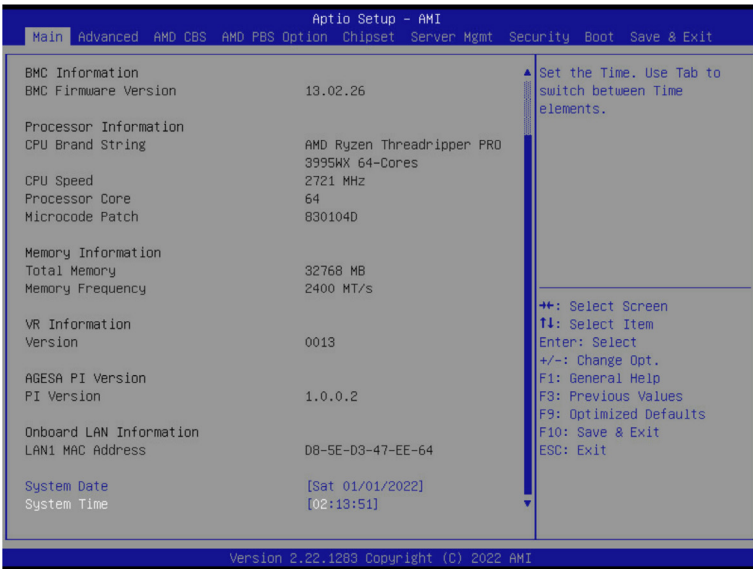 Aptio Setup – AMI
Main Advanced AMD CBS AMD PBS Option Chipset Server Mgmt Security Boot Save & Exit
BMC Information
BMC Firmware Version 13.02.26
Processor Information
CPU Brand String AMD Ryzen Threadripper PRO
3995WX 64-Cores
CPU Speed 2721 MHz
Processor Core 64
Microcode Patch 830104D
Memory Information
Total Memory 32768 MB
Memory Frequency 2400 MT/s
VR Information
Version 0013
AGESA PI Version
PI Version 1.0.0.2
Onboard LAN Information
LAN1 MAC Address D8-5E-D3-47-EE-64
System Date [Sat 01/01/2022]
System Time [02:13:51]
Set the Time. Use Tab to
switch between Time
elements.
→←: Select Screen
↑↓: Select Item
Enter: Select
+/-: Change Opt.
F1: General Help
F3: Previous Values
F9: Optimized Defaults
F10: Save & Exit
ESC: Exit
Version 2.22.1283 Copyright (C) 2022 AMI